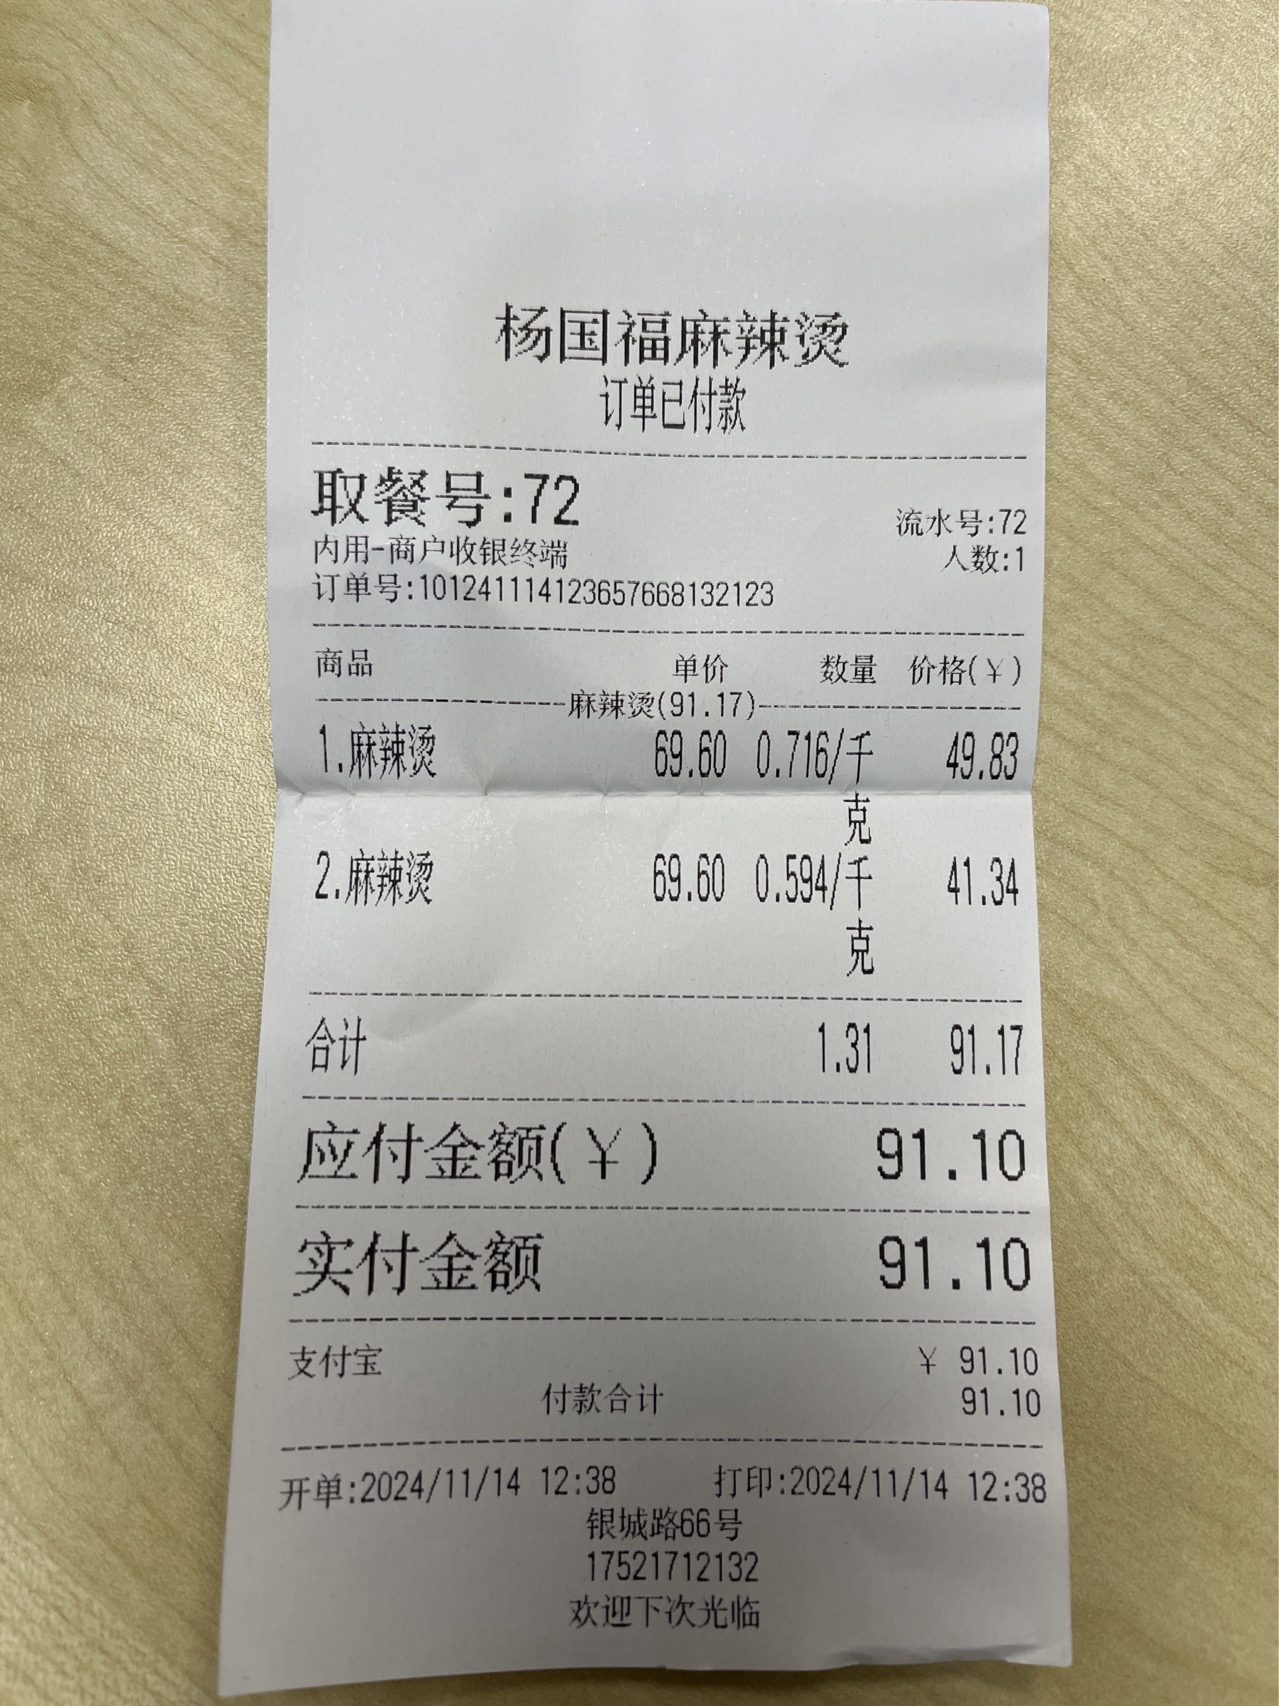 杨国福麻辣烫
订单已付款
取餐号:72
流水号:72
内用-商户收银终端
人数:1
订单号:10124111412365766813​2123
商品 单价 数量 价格(¥)
麻辣烫(91.17)
1.麻辣烫 69.60 0.716/千克 49.83
2.麻辣烫 69.60 0.594/千克 41.34
合计 1.31 91.17
应付金额(¥) 91.10
实付金额 91.10
支付宝 ¥ 91.10
付款合计 91.10
开单:2024/11/14 12:38 打印:2024/11/14 12:38
银城路66号
17521712132
欢迎下次光临